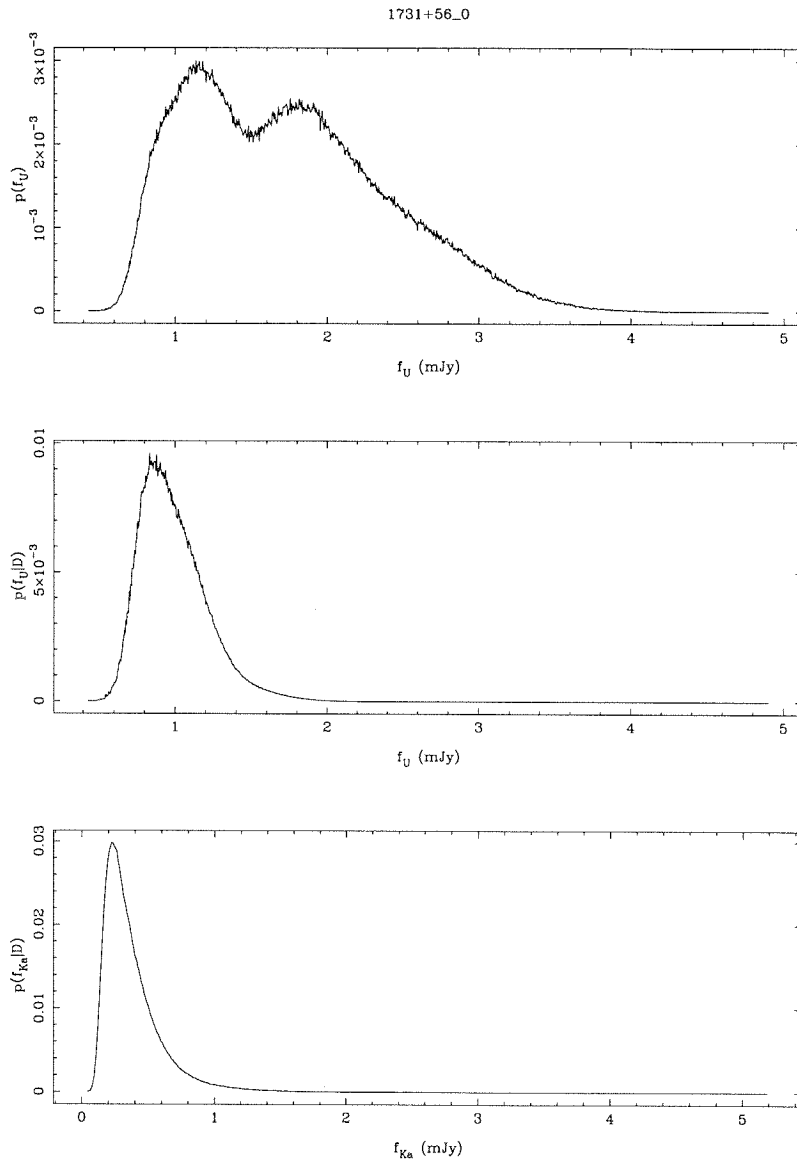 1731+56_0
p(f_U)
0
10^-3
2×10^-3
3×10^-3
1 2 3 4 5
f_U (mJy)
p(f_U|D)
0
5×10^-3
0.01
1 2 3 4 5
f_U (mJy)
p(f_Ka|D)
0
0.01
0.02
0.03
0 1 2 3 4 5
f_Ka (mJy)